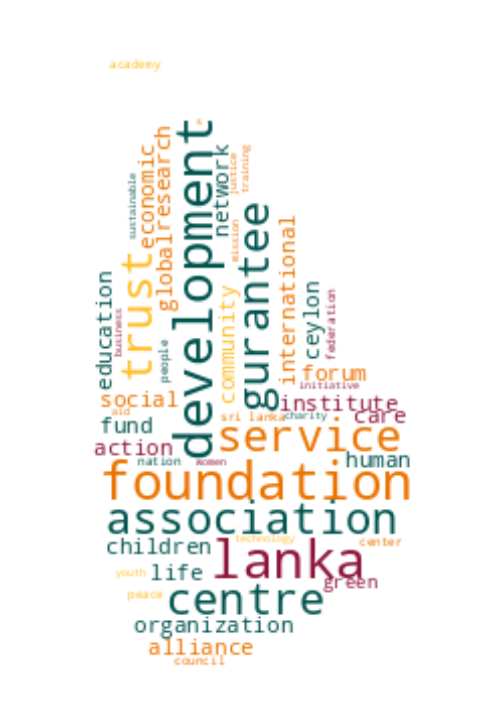 academy
development
network
justice
training
sustainable
economic
research
global
trust
mission
gurantee
international
education
business
people
community
ceylon
federation
forum
initiative
social
aid
institute
sri lanka
charity
care
fund
service
action
nation
women
human
foundation
association
children
technology
center
lanka
youth
life
green
peace
centre
organization
alliance
council